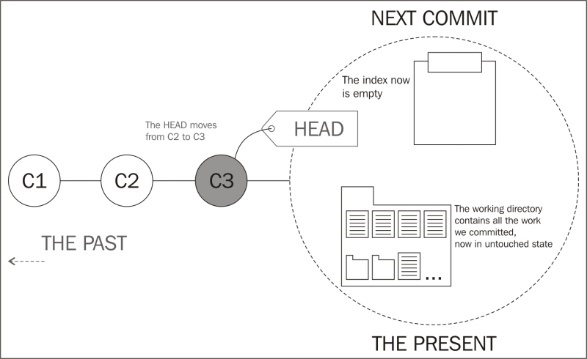 NEXT COMMIT
The index now
is empty
The HEAD moves
from C2 to C3
HEAD
C1
C2
C3
THE PAST
The working directory
contains all the work
we committed,
now in untouched state
...
THE PRESENT